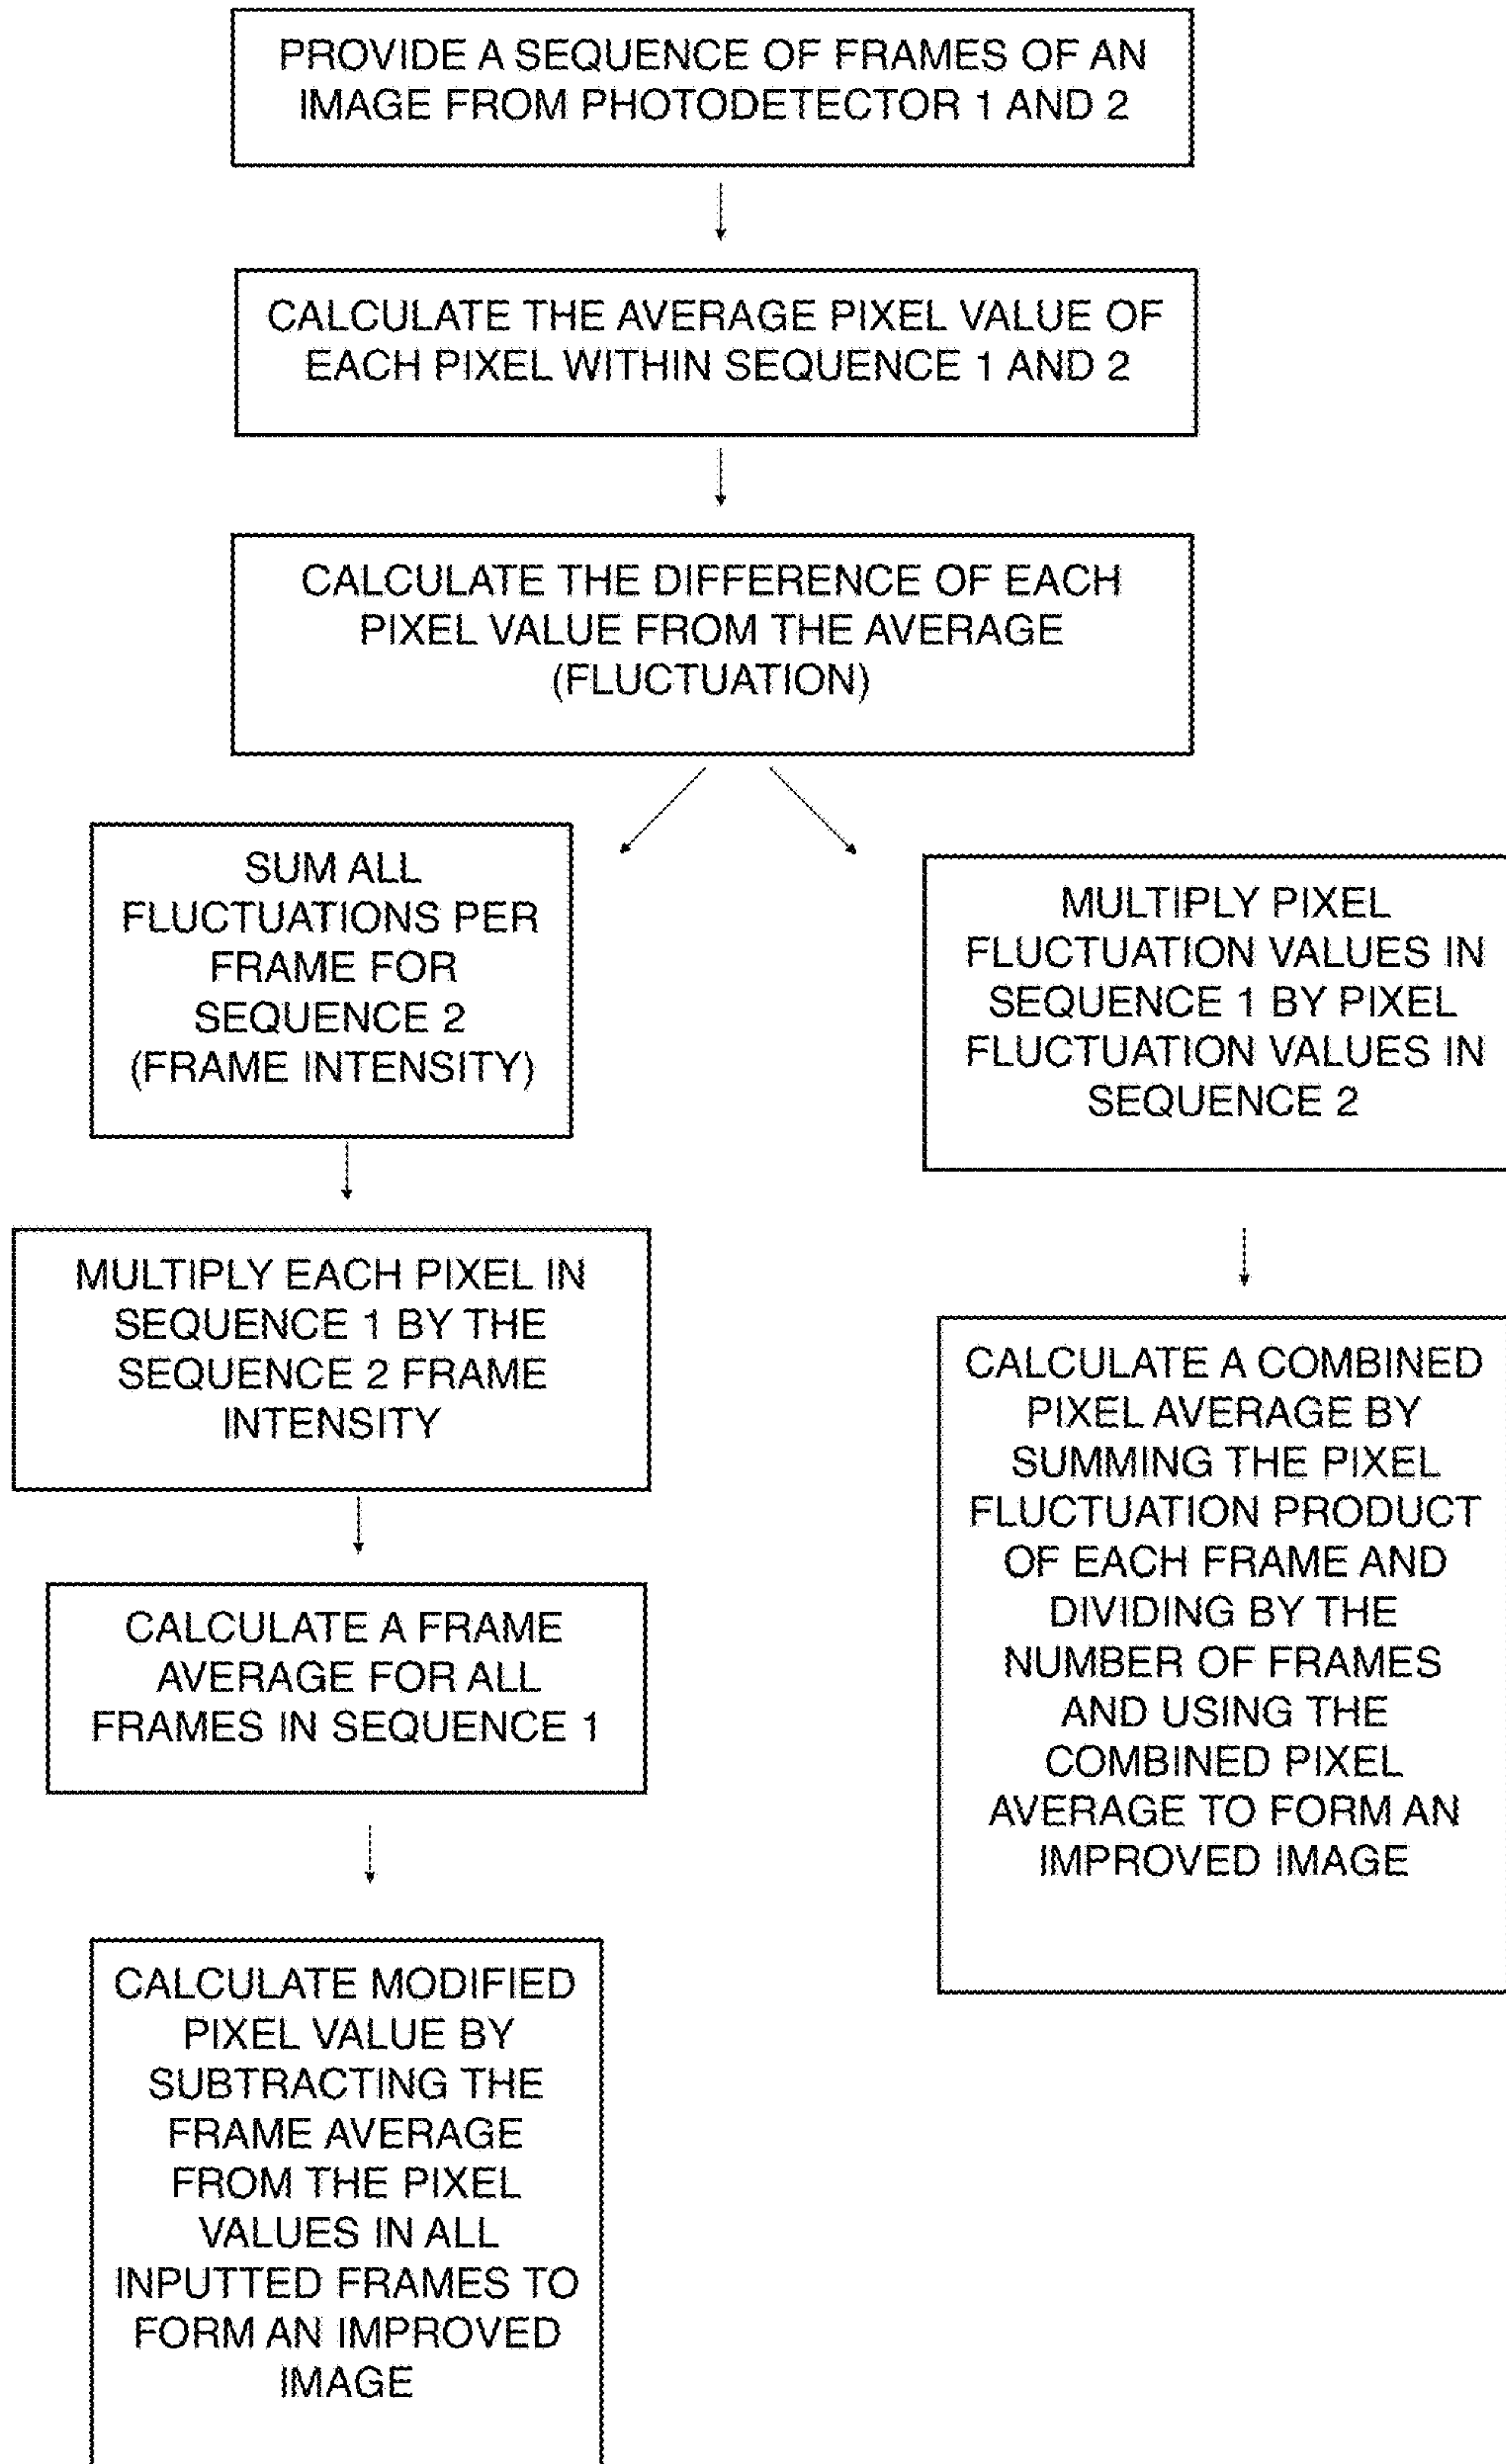 PROVIDE A SEQUENCE OF FRAMES OF AN
IMAGE FROM PHOTODETECTOR 1 AND 2
CALCULATE THE AVERAGE PIXEL VALUE OF
EACH PIXEL WITHIN SEQUENCE 1 AND 2
CALCULATE THE DIFFERENCE OF EACH
PIXEL VALUE FROM THE AVERAGE
(FLUCTUATION)
SUM ALL
FLUCTUATIONS PER
FRAME FOR
SEQUENCE 2
(FRAME INTENSITY)
MULTIPLY EACH PIXEL IN
SEQUENCE 1 BY THE
SEQUENCE 2 FRAME
INTENSITY
CALCULATE A FRAME
AVERAGE FOR ALL
FRAMES IN SEQUENCE 1
CALCULATE MODIFIED
PIXEL VALUE BY
SUBTRACTING THE
FRAME AVERAGE
FROM THE PIXEL
VALUES IN ALL
INPUTTED FRAMES TO
FORM AN IMPROVED
IMAGE
MULTIPLY PIXEL
FLUCTUATION VALUES IN
SEQUENCE 1 BY PIXEL
FLUCTUATION VALUES IN
SEQUENCE 2
CALCULATE A COMBINED
PIXEL AVERAGE BY
SUMMING THE PIXEL
FLUCTUATION PRODUCT
OF EACH FRAME AND
DIVIDING BY THE
NUMBER OF FRAMES
AND USING THE
COMBINED PIXEL
AVERAGE TO FORM AN
IMPROVED IMAGE